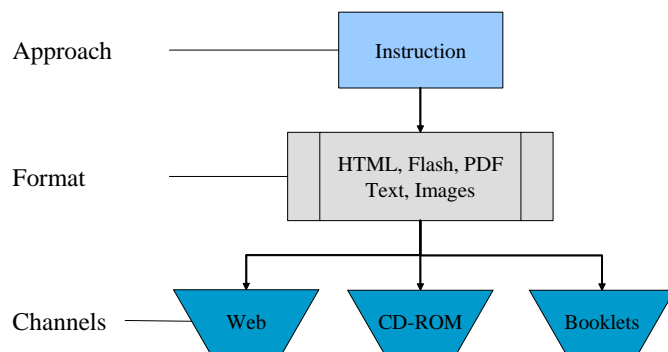 Approach
Instruction
Format
HTML, Flash, PDF
Text, Images
Channels
Web
CD-ROM
Booklets